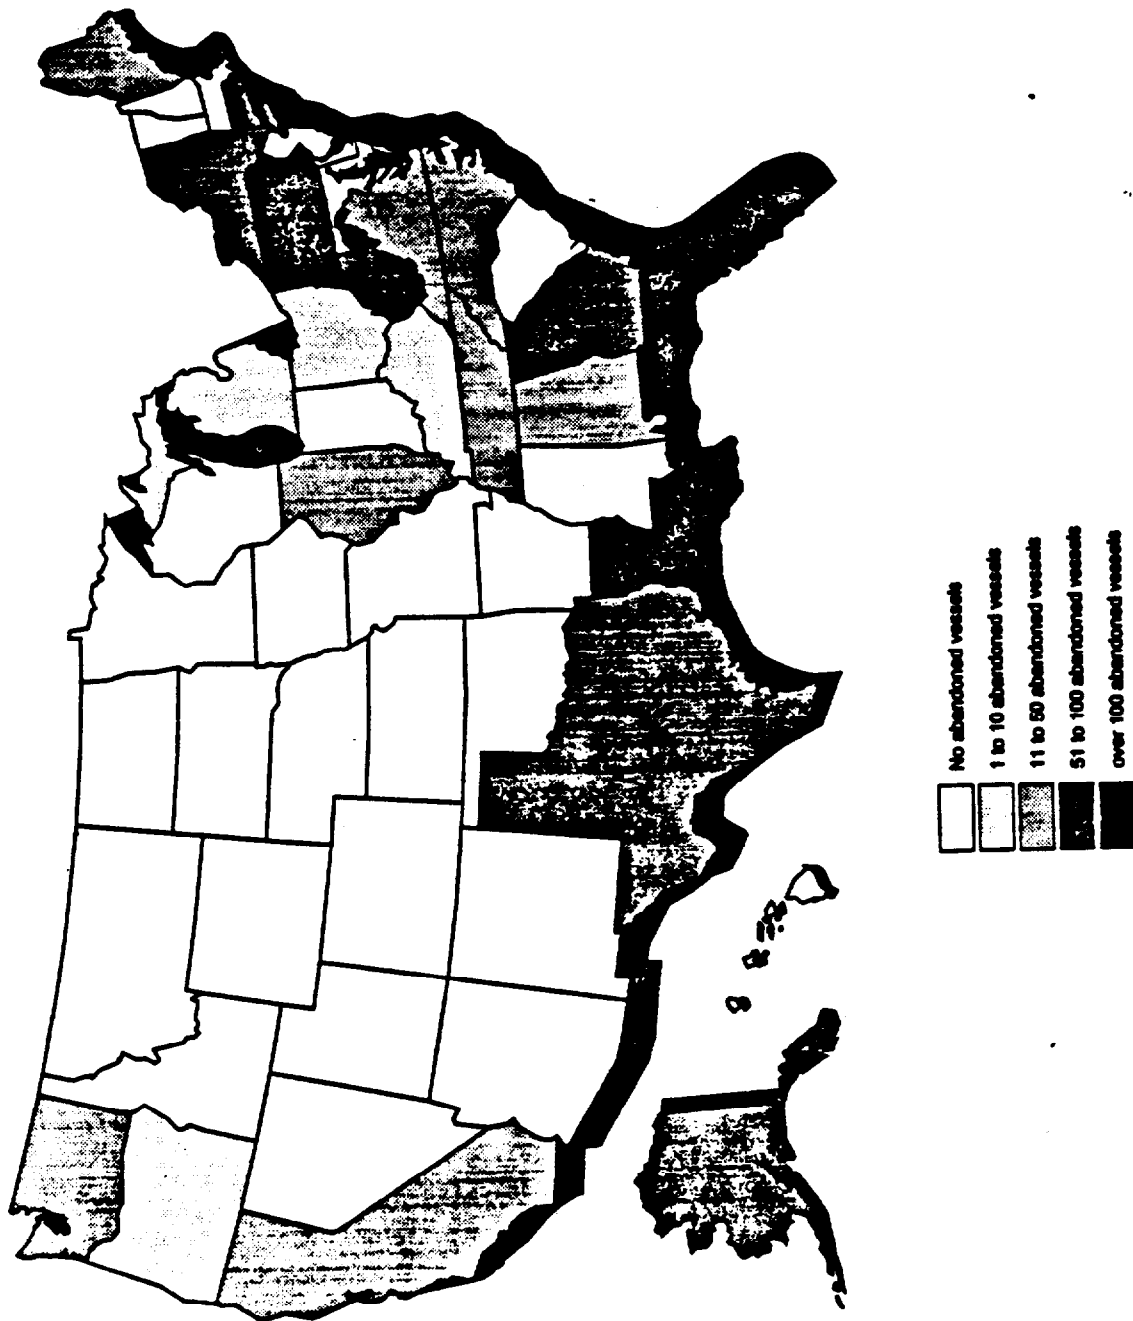 No abandoned vessels
1 to 10 abandoned vessels
11 to 50 abandoned vessels
51 to 100 abandoned vessels
over 100 abandoned vessels